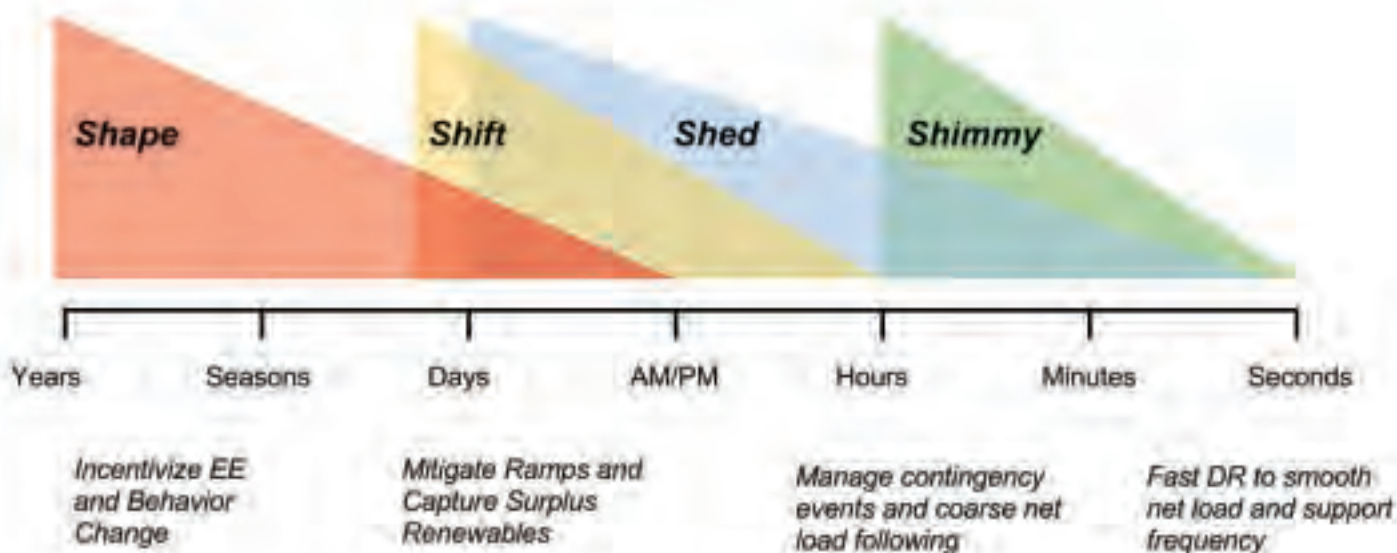 Shape
Shift
Shed
Shimmy
Years
Seasons
Days
AM/PM
Hours
Minutes
Seconds
Incentivize EE
and Behavior
Change
Mitigate Ramps and
Capture Surplus
Renewables
Manage contingency
events and coarse net
load following
Fast DR to smooth
net load and support
frequency